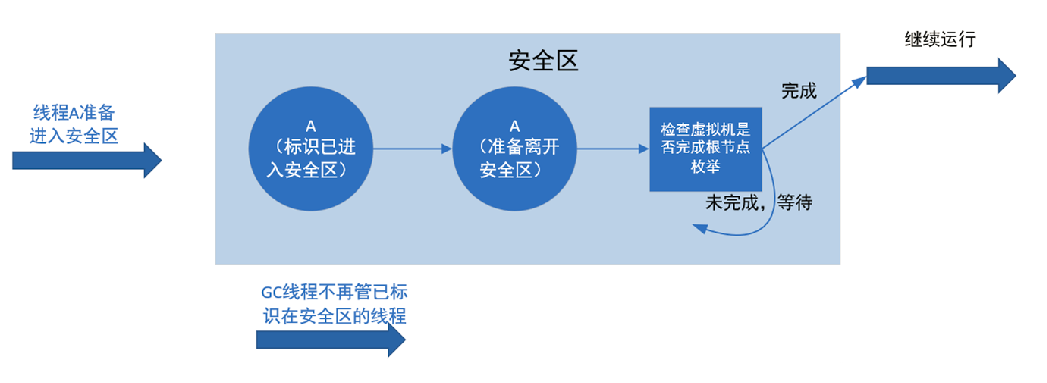 继续运行
安全区
完成
线程A准备
进入安全区
A
（标识已进
入安全区）
A
（准备离开
安全区）
检查虚拟机是
否完成根节点
枚举
未完成，等待
GC线程不再管已标
识在安全区的线程